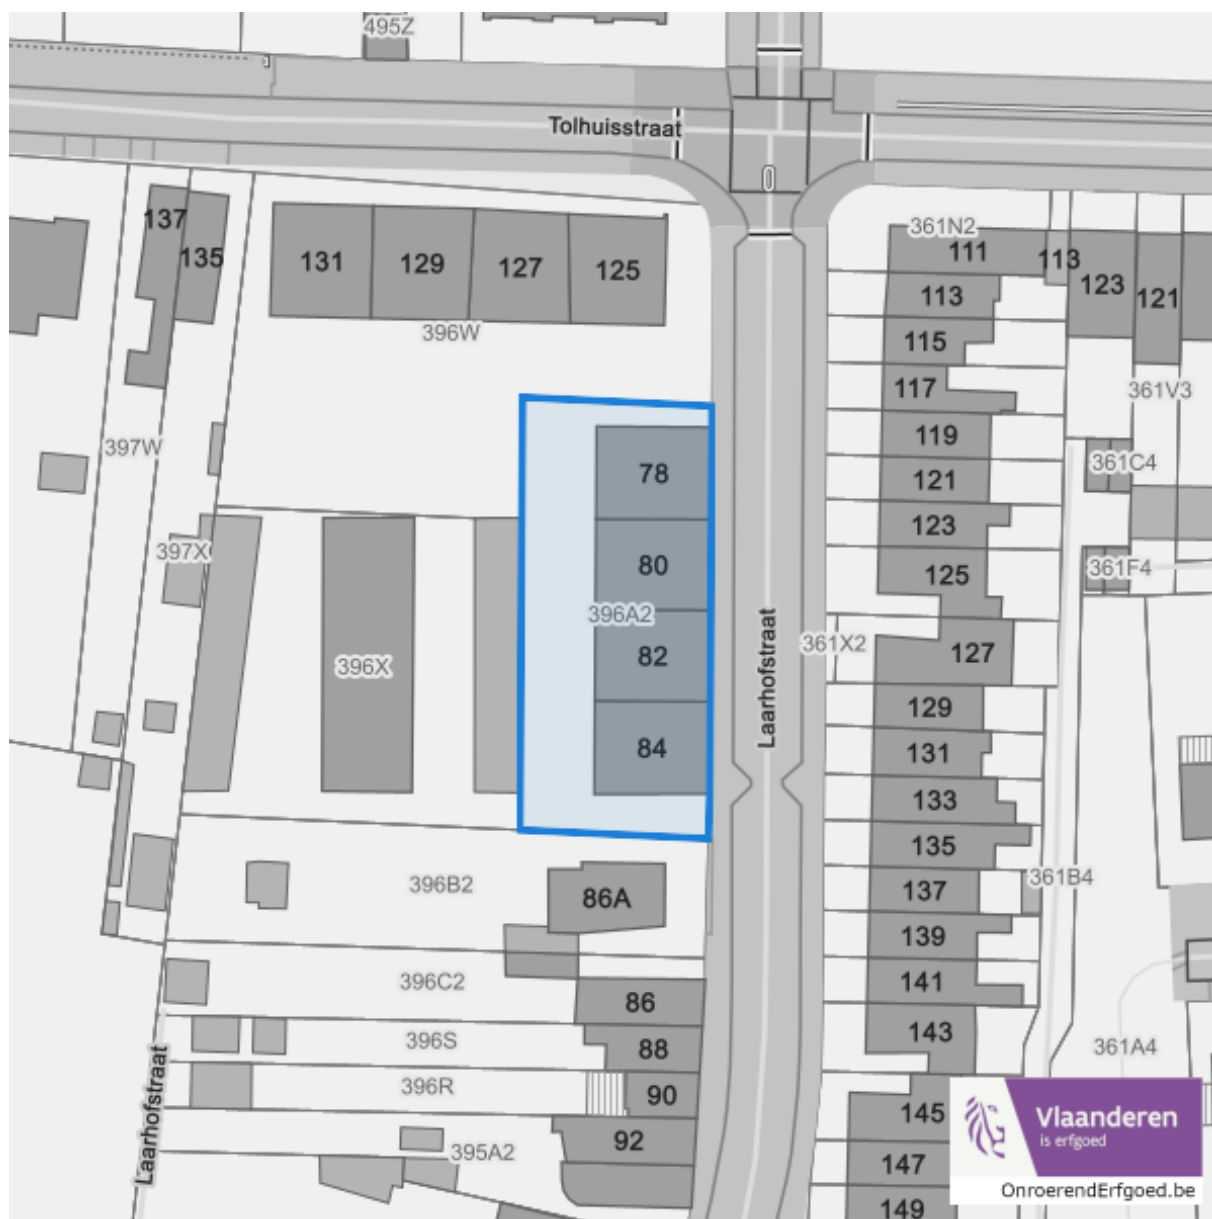 495Z
Tolhuisstraat
137
135
131
129
127
125
396W
361N2
111
113
123
121
113
115
117
361V3
119
397W
361C4
121
78
123
397X
80
125
361F4
396A2
361X2
127
82
396X
Laarhofstraat
129
84
131
133
135
396B2
86A
137
361B4
139
396C2
141
86
143
396S
88
361A4
Laarhofstraat
396R
90
145
92
395A2
147
149
Vlaanderen
is erfgoed
OnroerendErfgoed.be